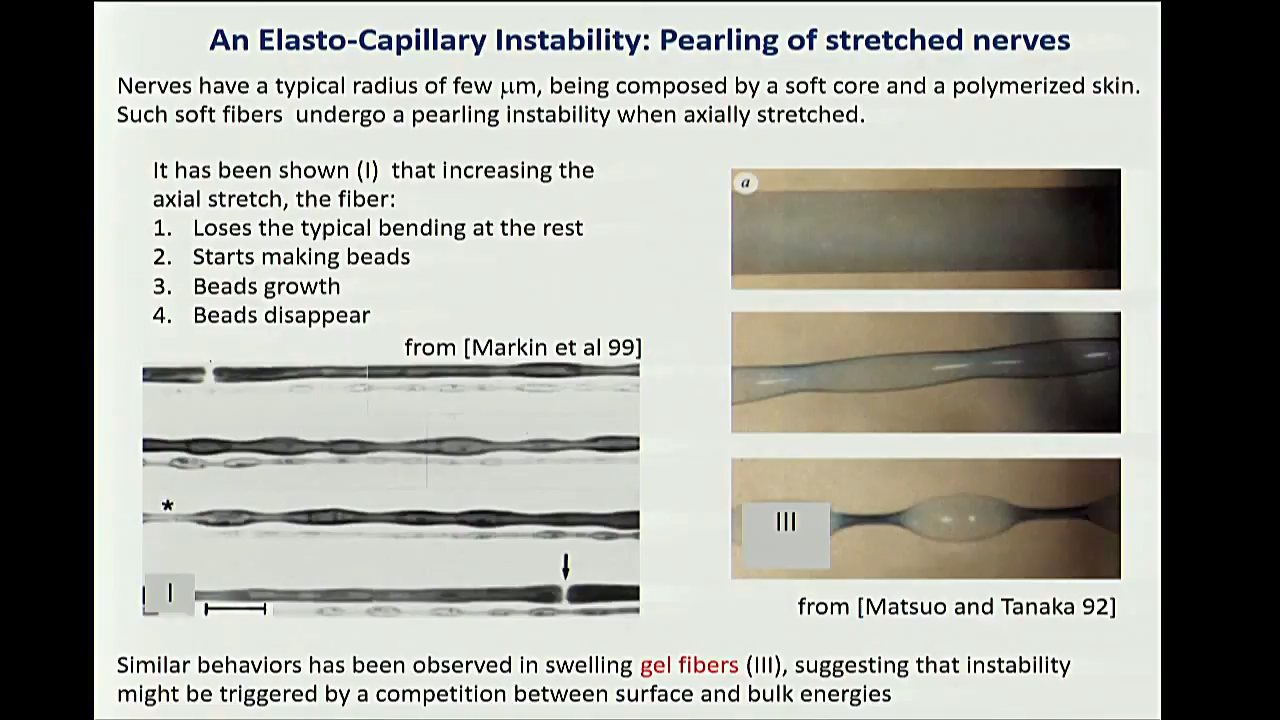 An Elasto-Capillary Instability: Pearling of stretched nerves
Nerves have a typical radius of few μm, being composed by a soft core and a polymerized skin.
Such soft fibers undergo a pearling instability when axially stretched.
It has been shown (I) that increasing the
axial stretch, the fiber:
1. Loses the typical bending at the rest
2. Starts making beads
3. Beads growth
4. Beads disappear
from [Markin et al 99]
*
I
a
III
from [Matsuo and Tanaka 92]
Similar behaviors has been observed in swelling gel fibers (III), suggesting that instability
might be triggered by a competition between surface and bulk energies